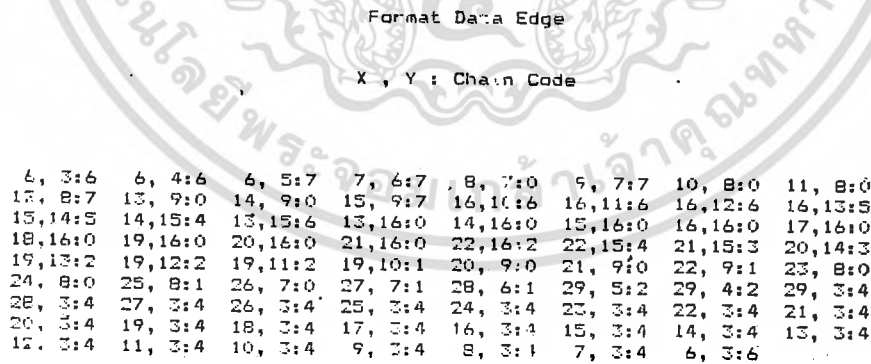 Format Data Edge
X , Y : Chain Code
6, 3:6 6, 4:6 6, 5:7 7, 6:7 8, 7:0 9, 7:7 10, 8:0 11, 8:0
12, 8:7 13, 9:0 14, 9:0 15, 9:7 16,10:6 16,11:6 16,12:6 16,13:5
15,14:5 14,15:4 13,15:6 13,16:0 14,16:0 15,16:0 16,16:0 17,16:0
18,16:0 19,16:0 20,16:0 21,16:0 22,16:2 22,15:4 21,15:3 20,14:3
19,13:2 19,12:2 19,11:2 19,10:1 20, 9:0 21, 9:0 22, 9:1 23, 8:0
24, 8:0 25, 8:1 26, 7:0 27, 7:1 28, 6:1 29, 5:2 29, 4:2 29, 3:4
28, 3:4 27, 3:4 26, 3:4 25, 3:4 24, 3:4 23, 3:4 22, 3:4 21, 3:4
20, 3:4 19, 3:4 18, 3:4 17, 3:4 16, 3:4 15, 3:4 14, 3:4 13, 3:4
12, 3:4 11, 3:4 10, 3:4 9, 3:4 8, 3:4 7, 3:4 6, 3:6